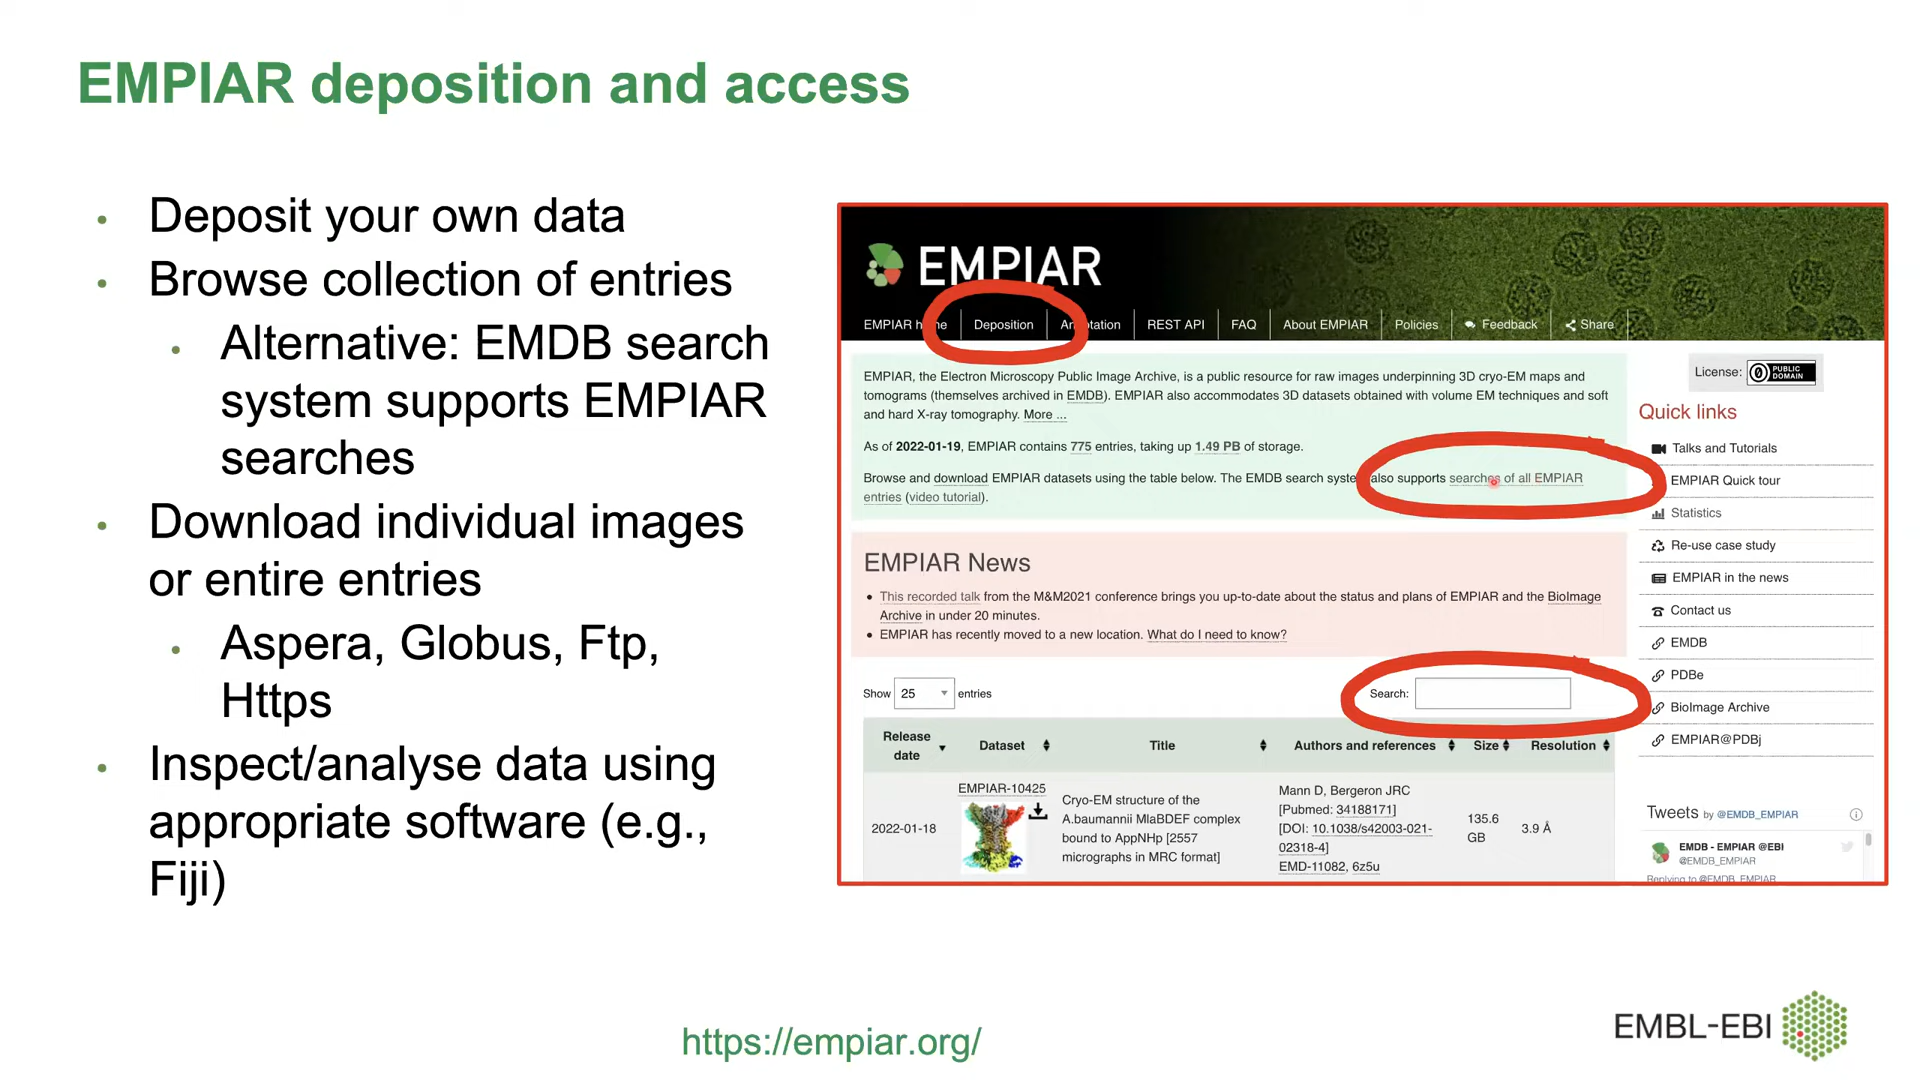 EMPIAR deposition and access
• Deposit your own data
• Browse collection of entries
• Alternative: EMDB search
system supports EMPIAR
searches
• Download individual images
or entire entries
• Aspera, Globus, Ftp,
Https
• Inspect/analyse data using
appropriate software (e.g.,
Fiji)
EMPIAR
Deposition
REST API
FAQ
About EMPIAR
Policies
Feedback
Share
EMPIAR, the Electron Microscopy Public Image Archive, is a public resource for raw images underpinning 3D cryo-EM maps and
tomograms (themselves archived in EMDB). EMPIAR also accommodates 3D datasets obtained with volume EM techniques and soft
and hard X-ray tomography. More ...
As of 2022-01-19, EMPIAR contains 775 entries, taking up 1.49 PB of storage.
Browse and download EMPIAR datasets using the table below. The EMDB search system also supports searches of all EMPIAR
entries (video tutorial).
EMPIAR News
• This recorded talk from the M&M2021 conference brings you up-to-date about the status and plans of EMPIAR and the BioImage
Archive in under 20 minutes.
• EMPIAR has recently moved to a new location. What do I need to know?
Show 25 entries
Search:
Release
date
Dataset
Title
Authors and references
Size
Resolution
2022-01-18
EMPIAR-10425
Cryo-EM structure of the
A.baumannii MlaBDEF complex
bound to AppNHp [2557
micrographs in MRC format]
Mann D, Bergeron JRC
[Pubmed: 34188171]
[DOI: 10.1038/s42003-021-
02318-4]
EMD-11082, 6z5u
135.6
GB
3.9 Å
License: PUBLIC
DOMAIN
Quick links
Talks and Tutorials
EMPIAR Quick tour
Statistics
Re-use case study
EMPIAR in the news
Contact us
EMDB
PDBe
BioImage Archive
EMPIAR@PDBj
Tweets by @EMDB_EMPIAR
EMDB - EMPIAR @EBI
@EMDB_EMPIAR
Replying to @EMDB_EMPIAR
https://empiar.org/
EMBL-EBI